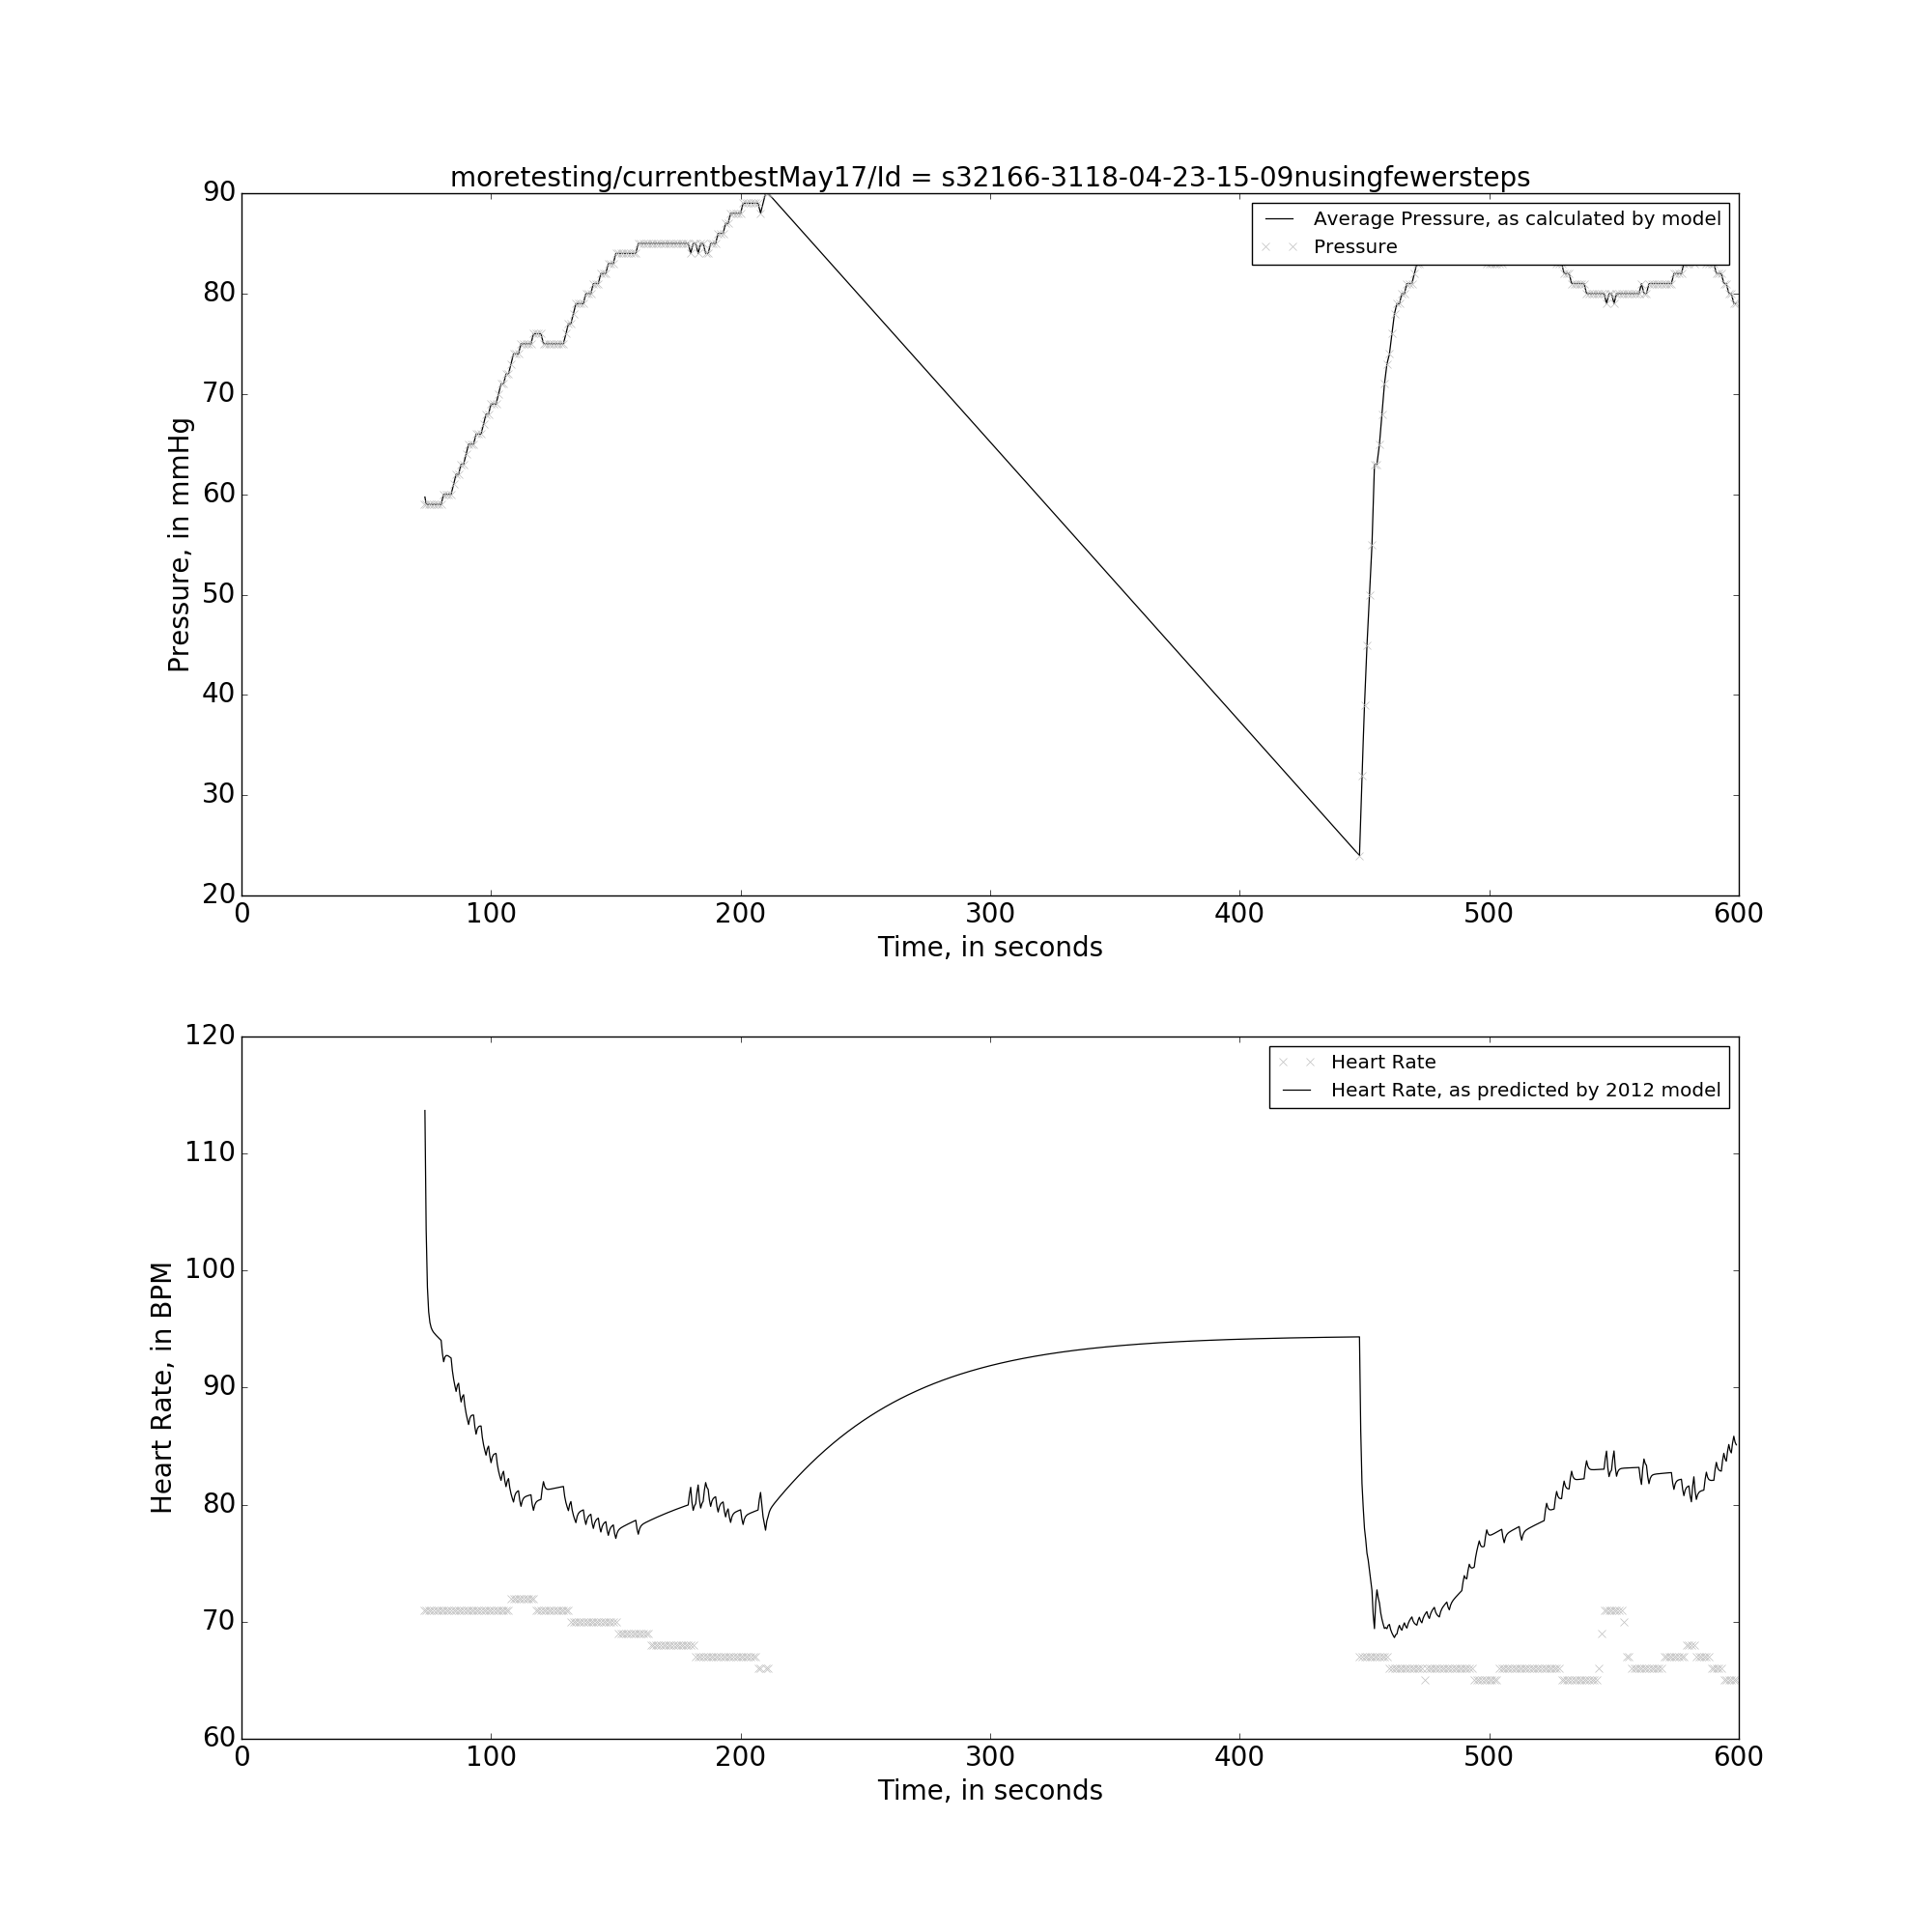 moretesting/currentbestMay17/Id = s32166-3118-04-23-15-09nusingfewersteps
90
80
70
60
50
40
30
20
Pressure, in mmHg
Average Pressure, as calculated by model
Pressure
0 100 200 300 400 500 600
Time, in seconds
120
110
100
90
80
70
60
Heart Rate, in BPM
Heart Rate
Heart Rate, as predicted by 2012 model
0 100 200 300 400 500 600
Time, in seconds